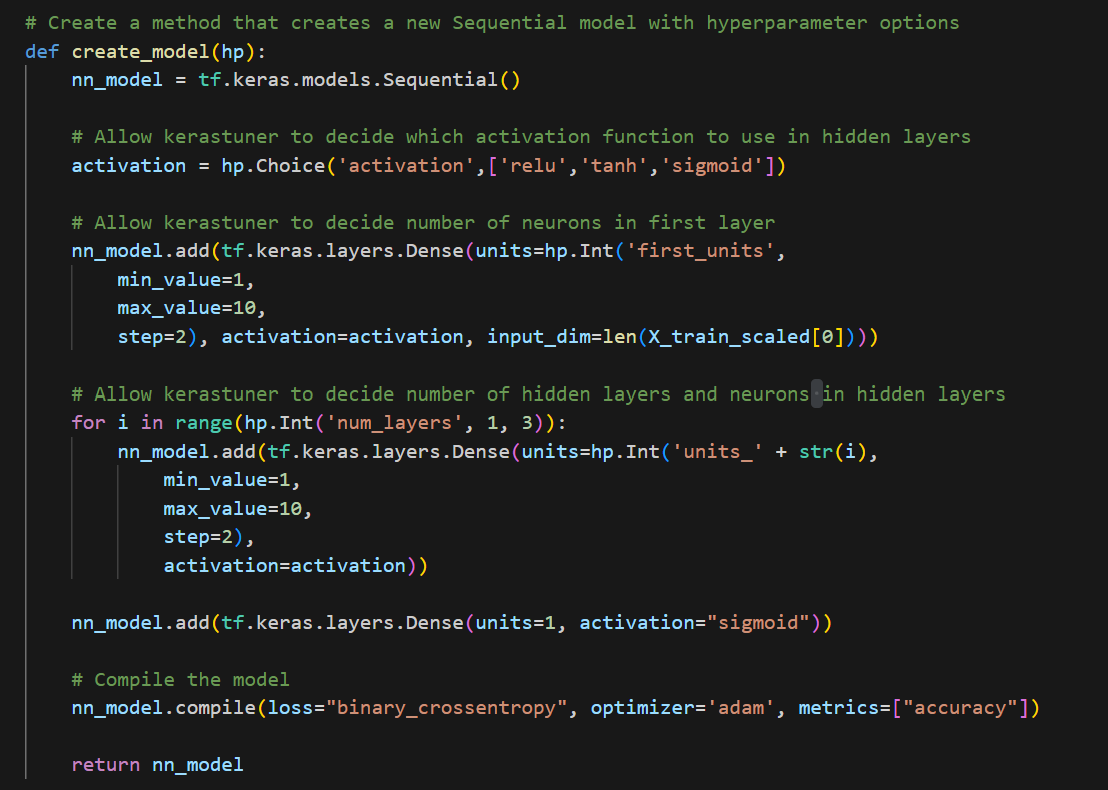 # Create a method that creates a new Sequential model with hyperparameter options
def create_model(hp):
    nn_model = tf.keras.models.Sequential()

    # Allow kerastuner to decide which activation function to use in hidden layers
    activation = hp.Choice('activation',['relu','tanh','sigmoid'])

    # Allow kerastuner to decide number of neurons in first layer
    nn_model.add(tf.keras.layers.Dense(units=hp.Int('first_units',
        min_value=1,
        max_value=10,
        step=2), activation=activation, input_dim=len(X_train_scaled[0])))

    # Allow kerastuner to decide number of hidden layers and neurons in hidden layers
    for i in range(hp.Int('num_layers', 1, 3)):
        nn_model.add(tf.keras.layers.Dense(units=hp.Int('units_' + str(i),
            min_value=1,
            max_value=10,
            step=2),
            activation=activation))

    nn_model.add(tf.keras.layers.Dense(units=1, activation="sigmoid"))

    # Compile the model
    nn_model.compile(loss="binary_crossentropy", optimizer='adam', metrics=["accuracy"])

    return nn_model